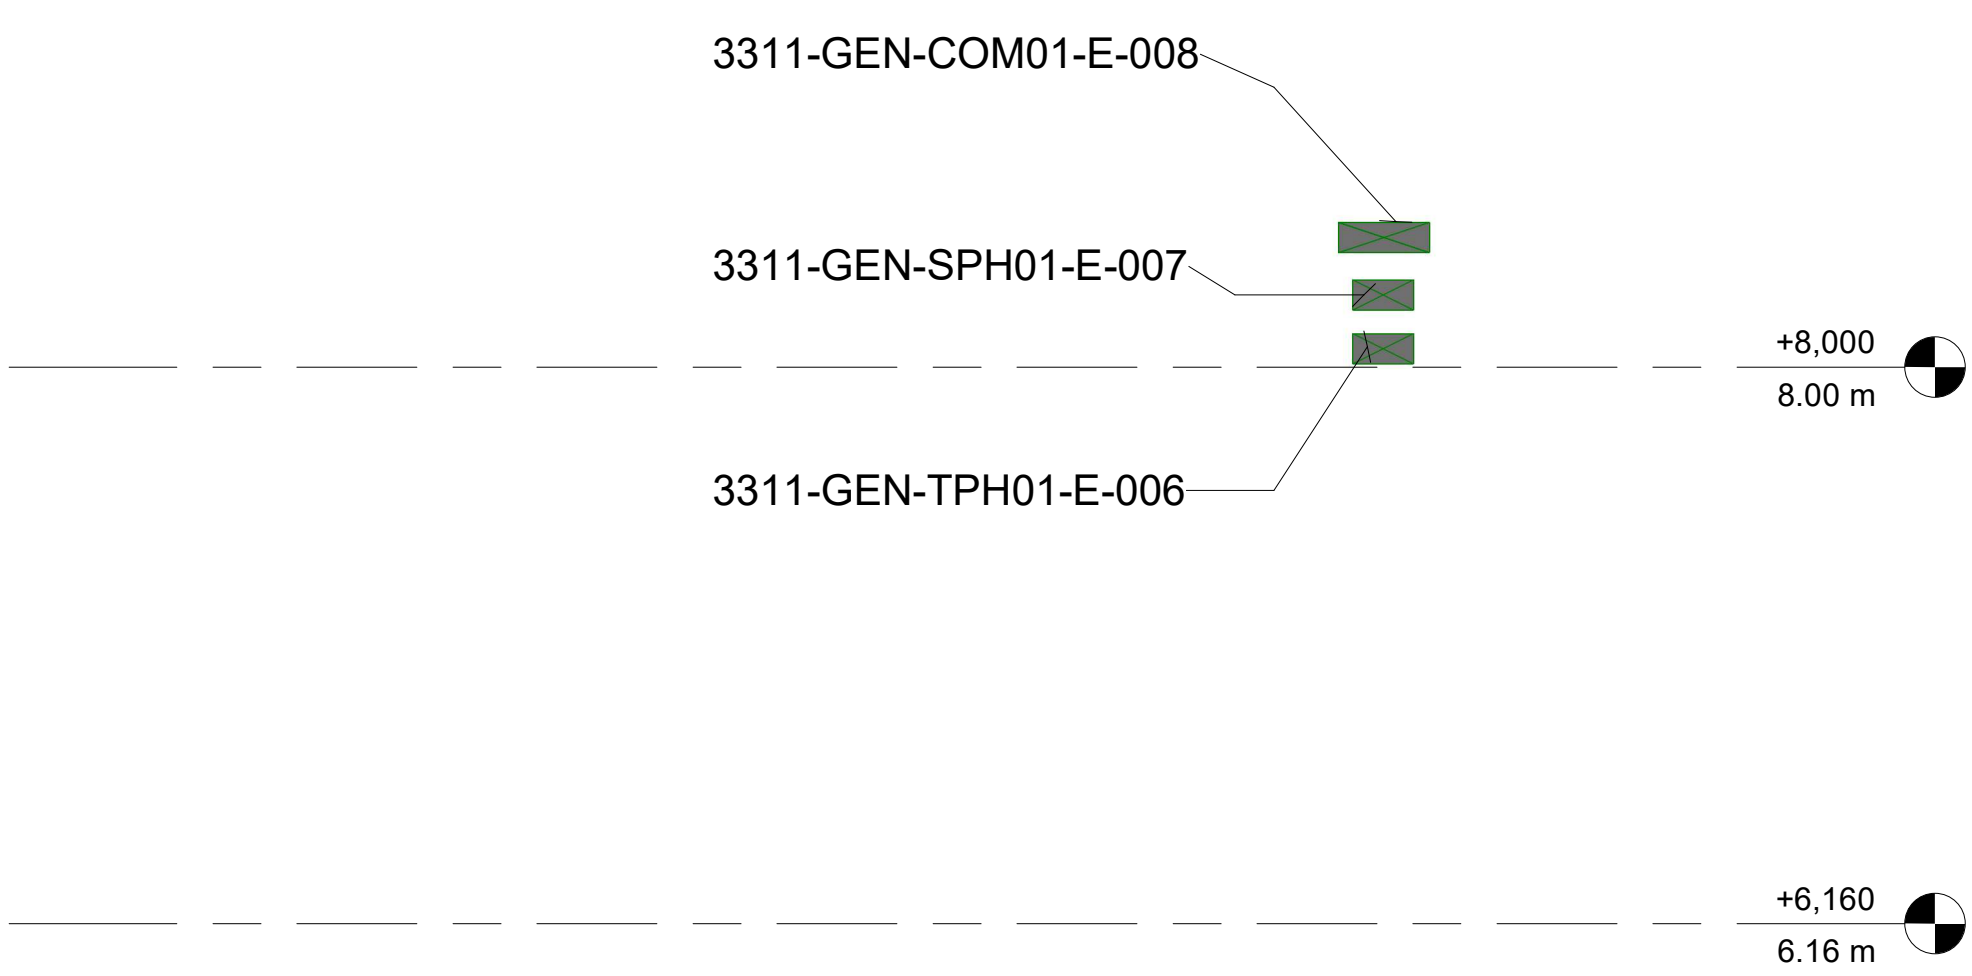 3311-GEN-COM01-E-008
3311-GEN-SPH01-E-007
+8,000
8.00 m
3311-GEN-TPH01-E-006
+6,160
6.16 m